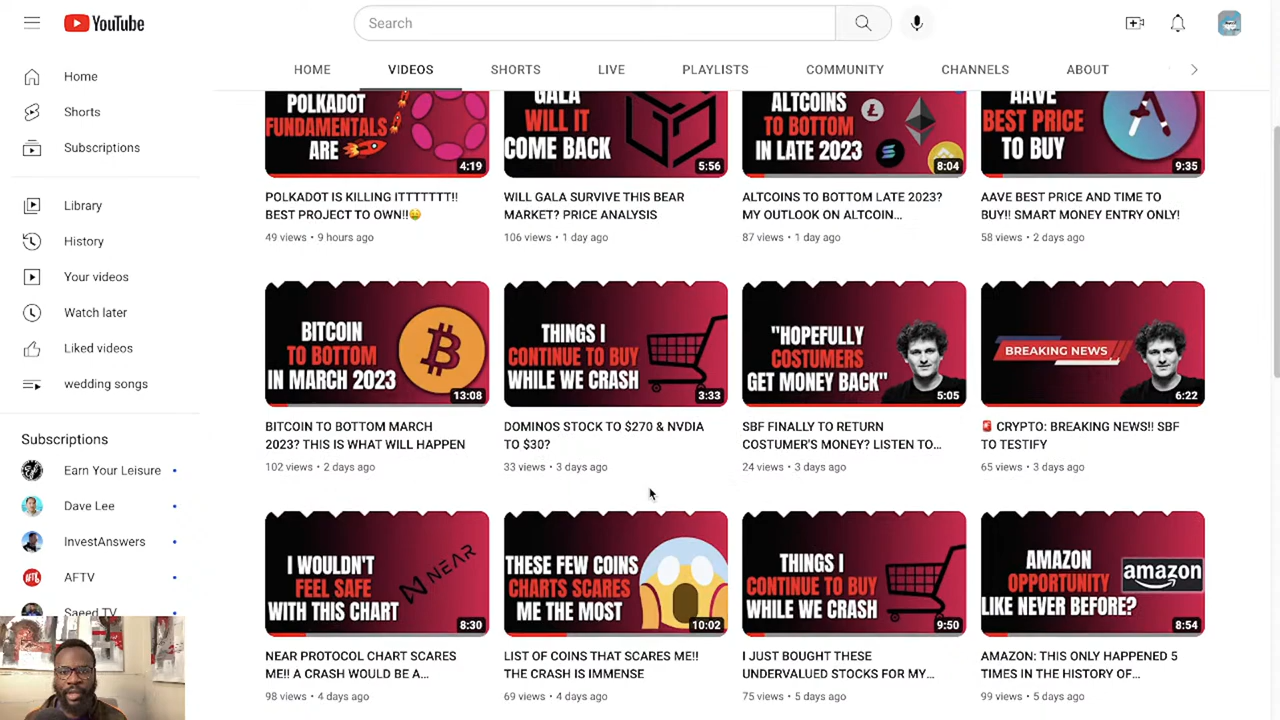 YouTube
Search
HOME
VIDEOS
SHORTS
LIVE
PLAYLISTS
COMMUNITY
CHANNELS
ABOUT
Home
Shorts
Subscriptions
Library
History
Your videos
Watch later
Liked videos
wedding songs
Subscriptions
Earn Your Leisure
Dave Lee
InvestAnswers
AFTV
Saeed TV
POLKADOT
FUNDAMENTALS
ARE
4:19
POLKADOT IS KILLING ITTTTTTT!!
BEST PROJECT TO OWN!!🤑
49 views • 9 hours ago
GALA
WILL IT
COME BACK
5:56
WILL GALA SURVIVE THIS BEAR
MARKET? PRICE ANALYSIS
106 views • 1 day ago
ALTCOINS
TO BOTTOM
IN LATE 2023
8:04
ALTCOINS TO BOTTOM LATE 2023?
MY OUTLOOK ON ALTCOIN...
87 views • 1 day ago
AAVE
BEST PRICE
TO BUY
9:35
AAVE BEST PRICE AND TIME TO
BUY!! SMART MONEY ENTRY ONLY!
58 views • 2 days ago
BITCOIN
TO BOTTOM
IN MARCH 2023
13:08
BITCOIN TO BOTTOM MARCH
2023? THIS IS WHAT WILL HAPPEN
102 views • 2 days ago
THINGS I
CONTINUE TO BUY
WHILE WE CRASH
3:33
DOMINOS STOCK TO $270 & NVDIA
TO $30?
33 views • 3 days ago
"HOPEFULLY
COSTUMERS
GET MONEY BACK"
5:05
SBF FINALLY TO RETURN
COSTUMER'S MONEY? LISTEN TO...
24 views • 3 days ago
BREAKING NEWS
6:22
🚨 CRYPTO: BREAKING NEWS!! SBF
TO TESTIFY
65 views • 3 days ago
I WOULDN'T
FEEL SAFE
WITH THIS CHART
NEAR
8:30
NEAR PROTOCOL CHART SCARES
ME!! A CRASH WOULD BE A...
98 views • 4 days ago
THESE FEW COINS
CHARTS SCARES
ME THE MOST
10:02
LIST OF COINS THAT SCARES ME!!
THE CRASH IS IMMENSE
69 views • 4 days ago
THINGS I
CONTINUE TO BUY
WHILE WE CRASH
9:50
I JUST BOUGHT THESE
UNDERVALUED STOCKS FOR MY...
75 views • 5 days ago
AMAZON
OPPORTUNITY
LIKE NEVER BEFORE?
amazon
8:54
AMAZON: THIS ONLY HAPPENED 5
TIMES IN THE HISTORY OF...
99 views • 5 days ago